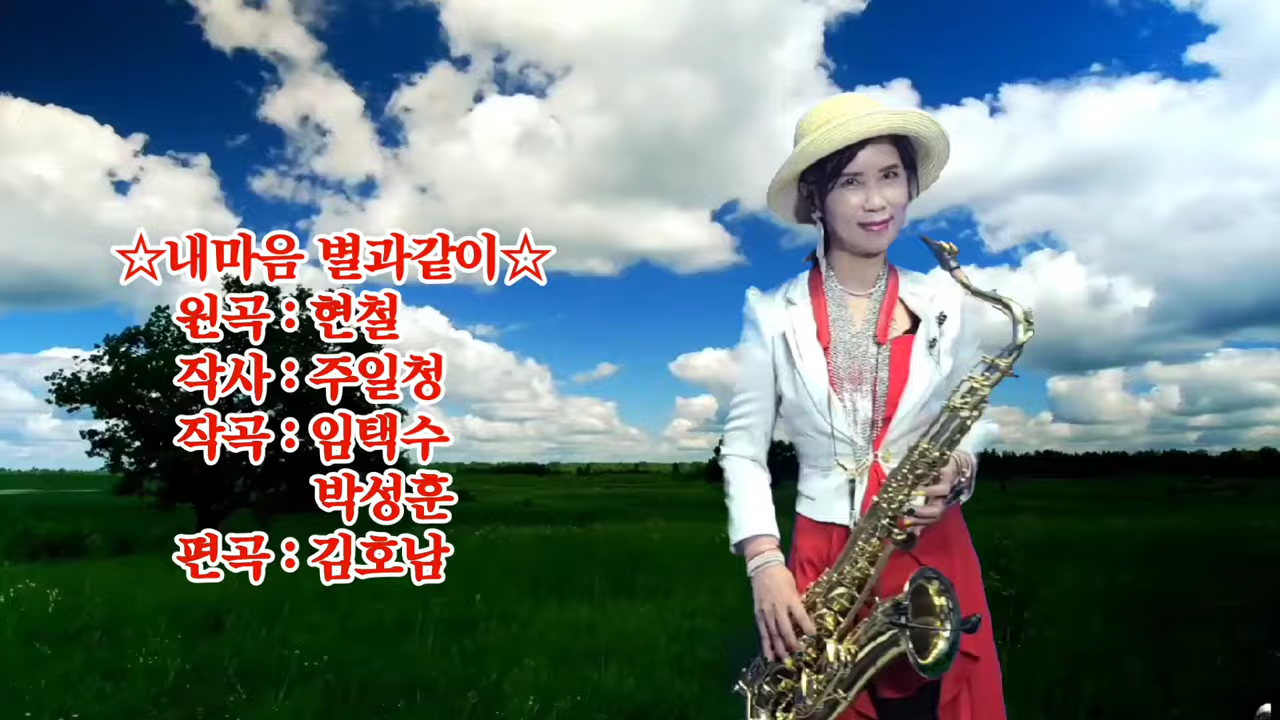 ☆내마음 별과같이☆
원곡 : 현철
작사 : 주일청
작곡 : 임택수
박성훈
편곡 : 김호남